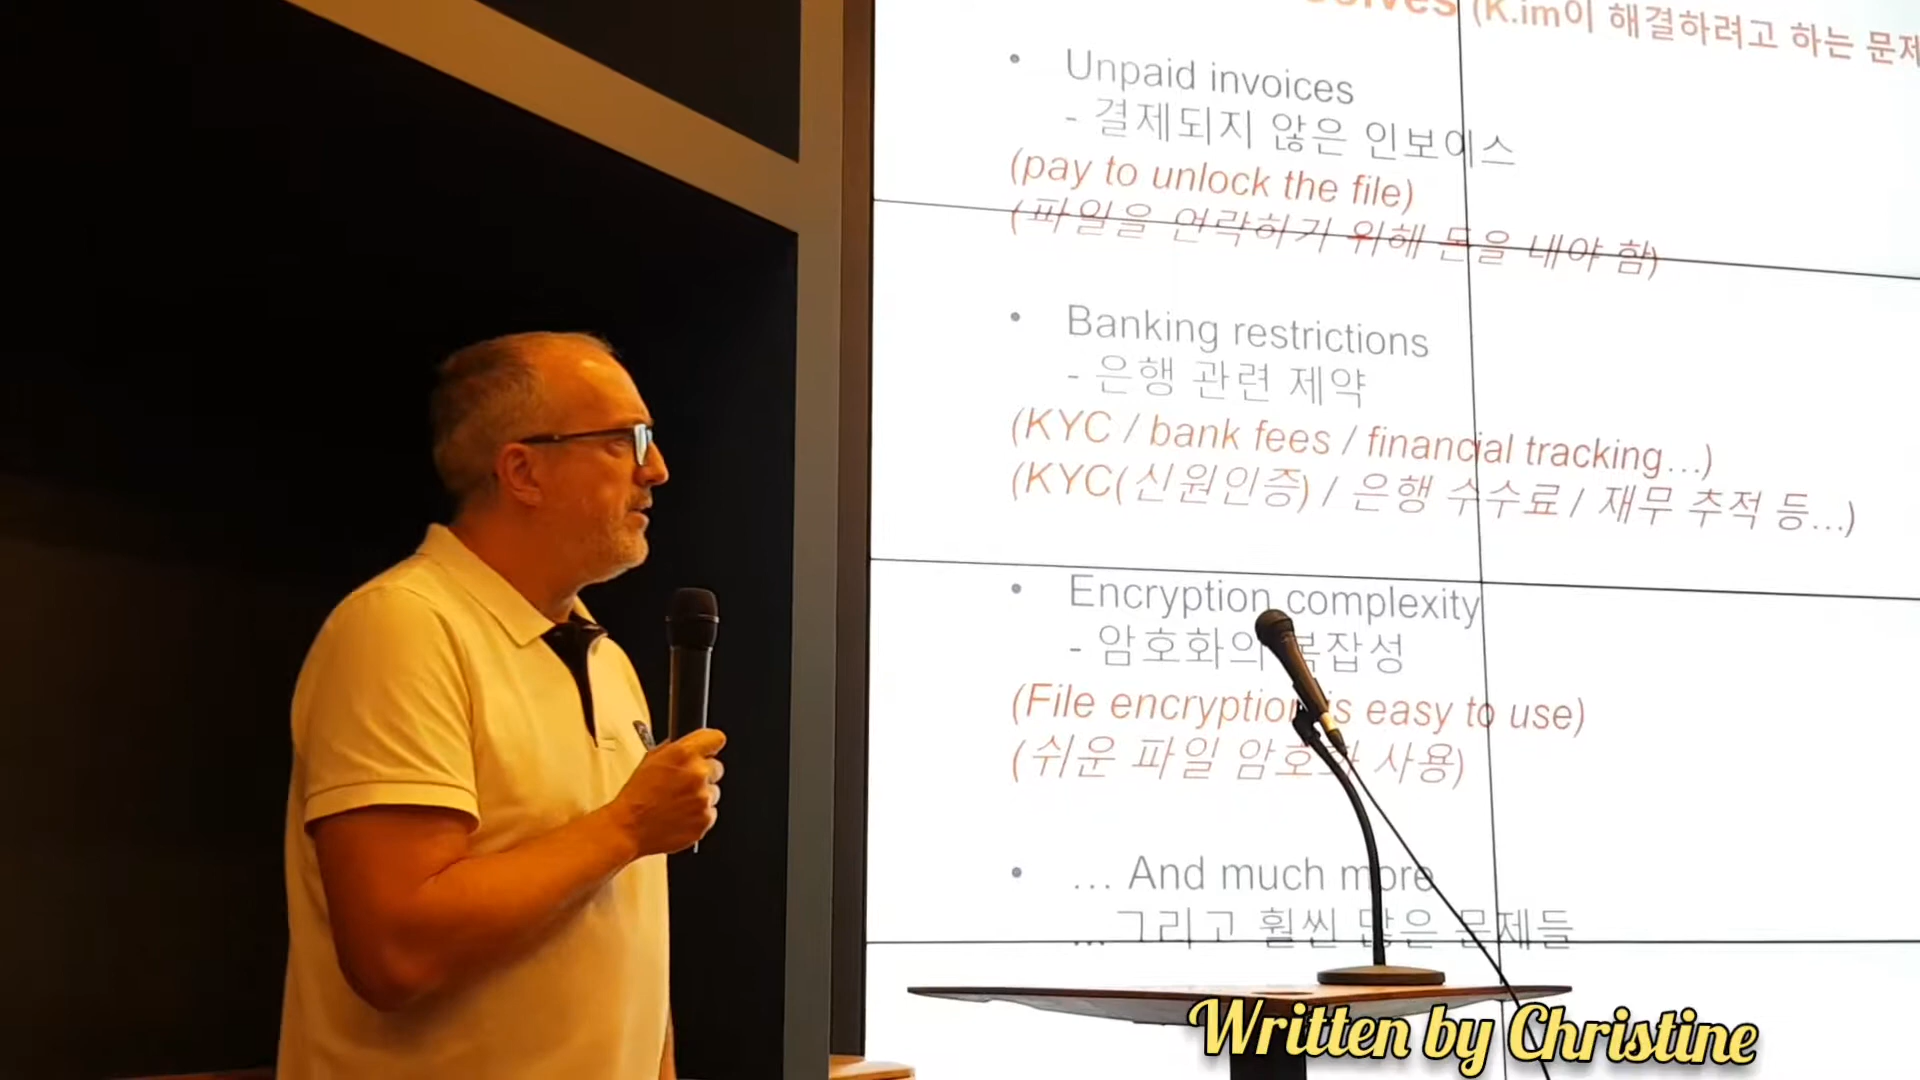 (K.im이 해결하려고 하는 문제
• Unpaid invoices
- 결제되지 않은 인보이스
(pay to unlock the file)
(파일을 연락하기 위해 돈을 내야 함)
• Banking restrictions
- 은행 관련 제약
(KYC / bank fees / financial tracking...)
(KYC(신원인증) / 은행 수수료 / 재무 추적 등...)
• Encryption complexity
- 암호화의 복잡성
(File encryption is easy to use)
(쉬운 파일 암호화 사용)
• ... And much more
... 그리고 훨씬 많은 문제들
Written by Christine